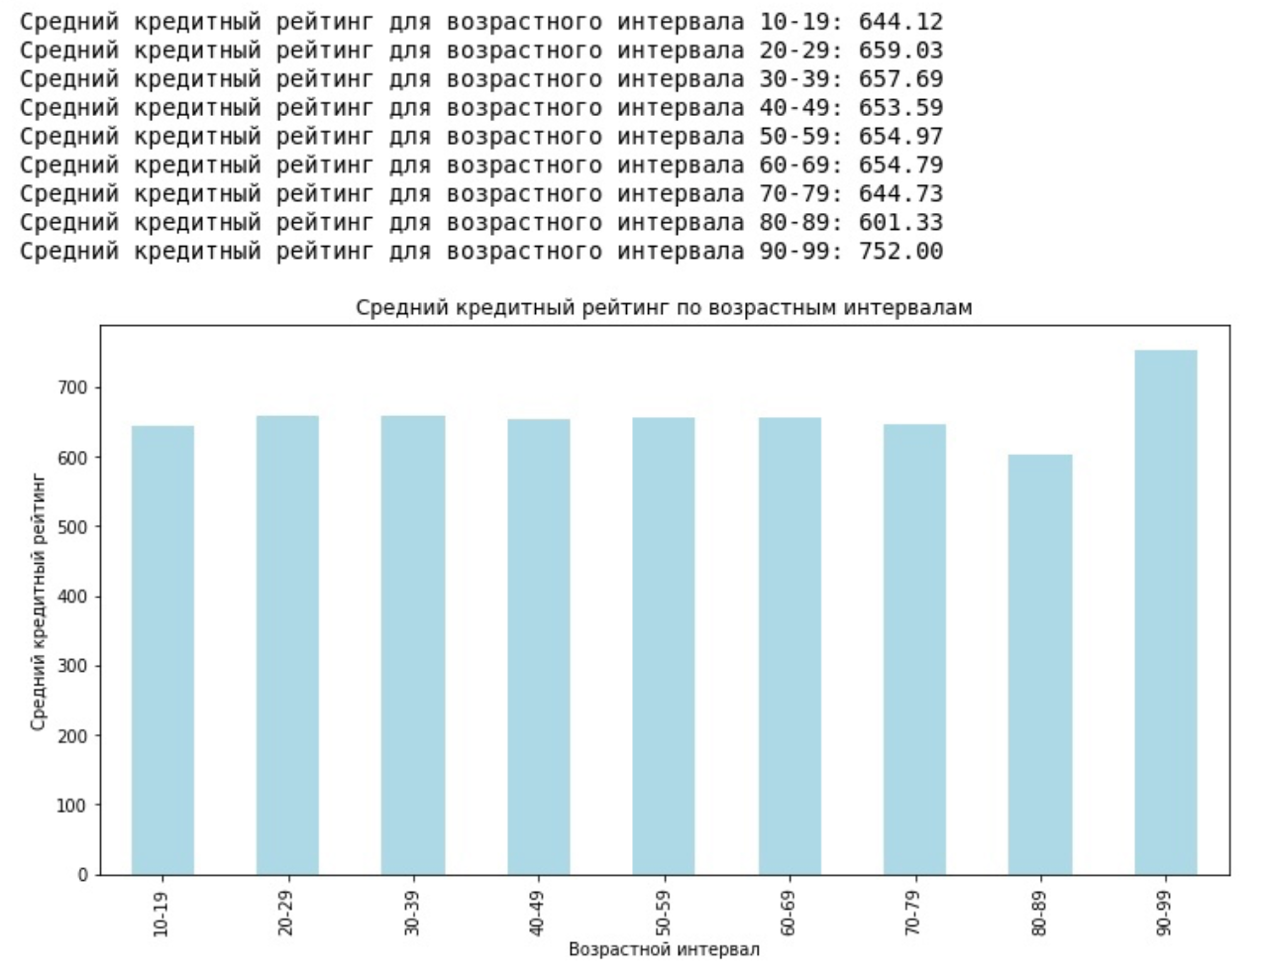 Средний кредитный рейтинг для возрастного интервала 10-19: 644.12
Средний кредитный рейтинг для возрастного интервала 20-29: 659.03
Средний кредитный рейтинг для возрастного интервала 30-39: 657.69
Средний кредитный рейтинг для возрастного интервала 40-49: 653.59
Средний кредитный рейтинг для возрастного интервала 50-59: 654.97
Средний кредитный рейтинг для возрастного интервала 60-69: 654.79
Средний кредитный рейтинг для возрастного интервала 70-79: 644.73
Средний кредитный рейтинг для возрастного интервала 80-89: 601.33
Средний кредитный рейтинг для возрастного интервала 90-99: 752.00
Средний кредитный рейтинг по возрастным интервалам
Средний кредитный рейтинг
700
600
500
400
300
200
100
0
10-19
20-29
30-39
40-49
50-59
60-69
70-79
80-89
90-99
Возрастной интервал